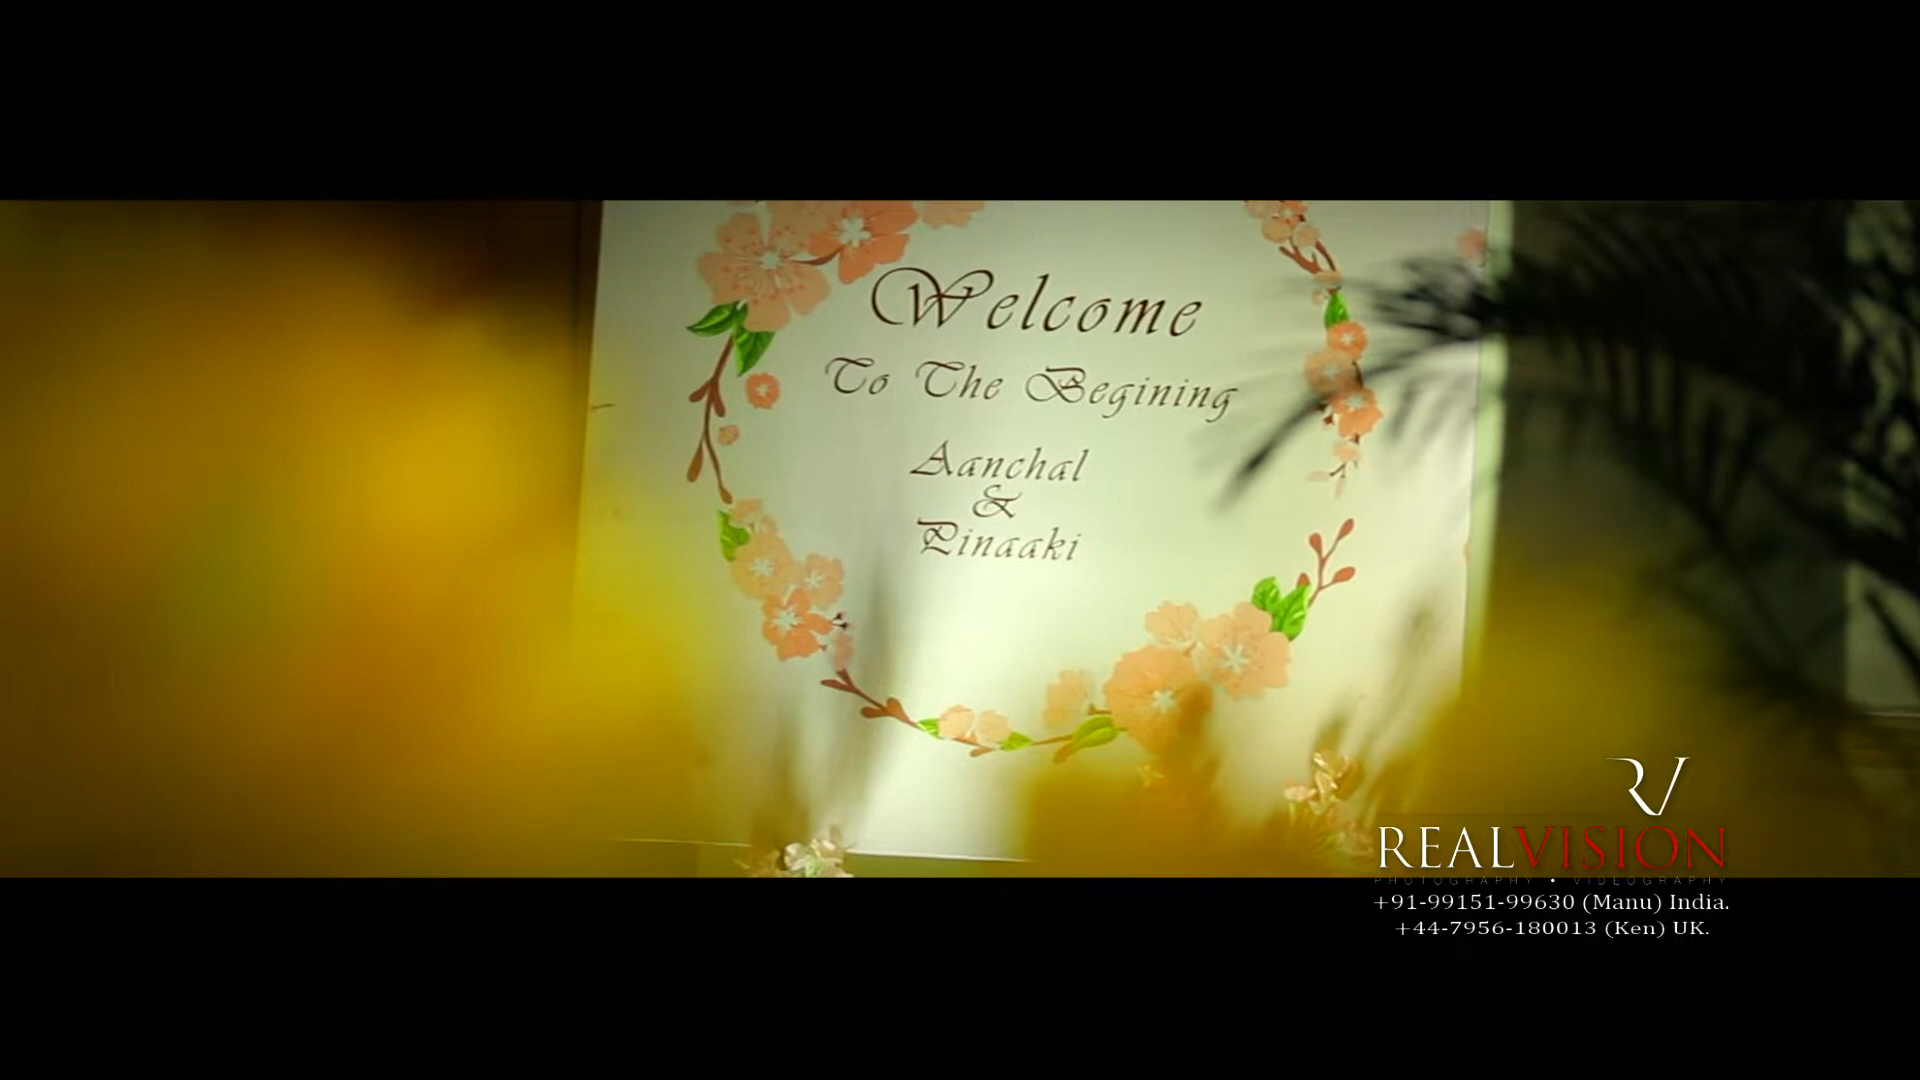 Welcome
To The Begining
Aanchal
&
Pinaaki
RV
REALVISION
PHOTOGRAPHY • VIDEOGRAPHY
+91-99151-99630 (Manu) India.
+44-7956-180013 (Ken) UK.